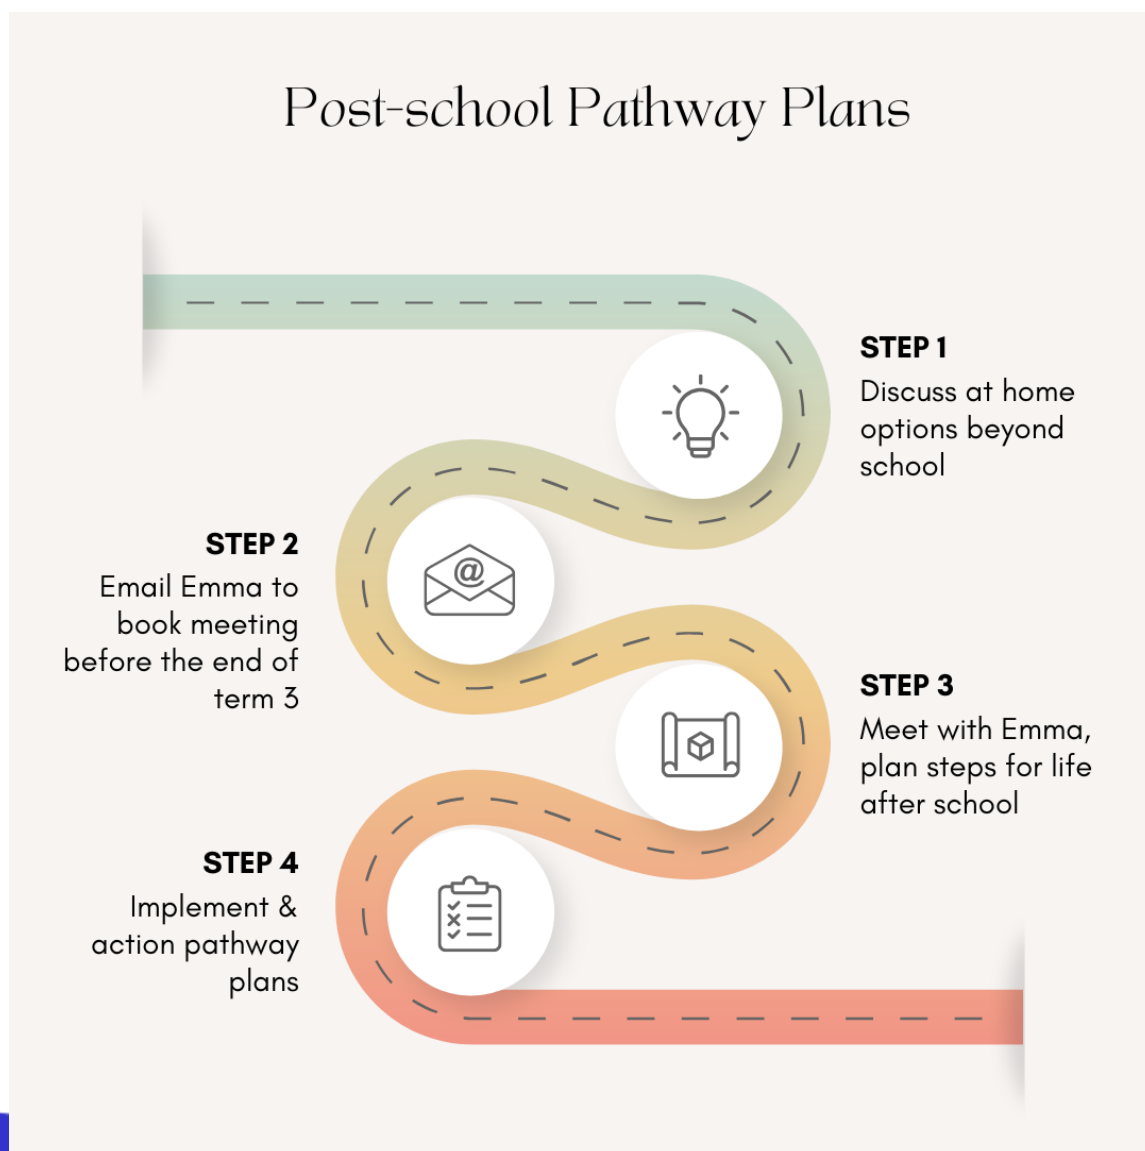 Post-school Pathway Plans
STEP 1
Discuss at home
options beyond
school
STEP 2
Email Emma to
book meeting
before the end of
term 3
@
STEP 3
Meet with Emma,
plan steps for life
after school
STEP 4
Implement &
action pathway
plans